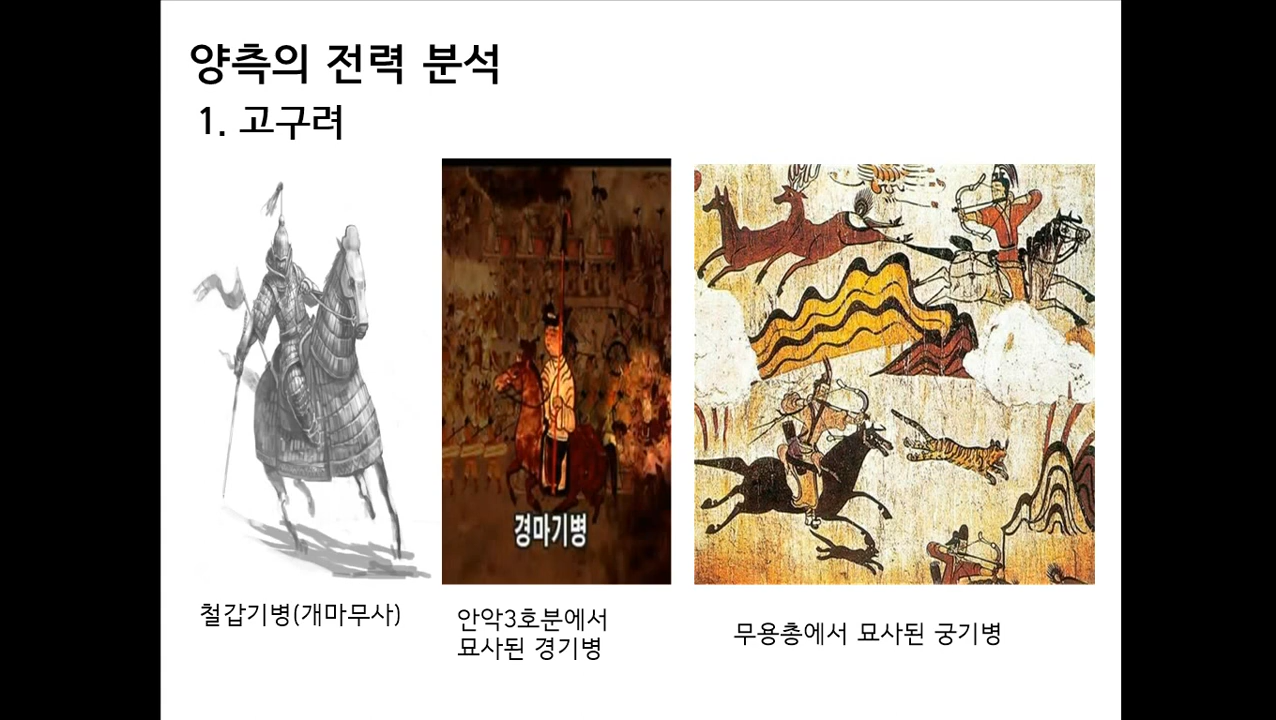 양측의 전력 분석
1. 고구려
경마기병
철갑기병(개마무사)
안악3호분에서
묘사된 경기병
무용총에서 묘사된 궁기병